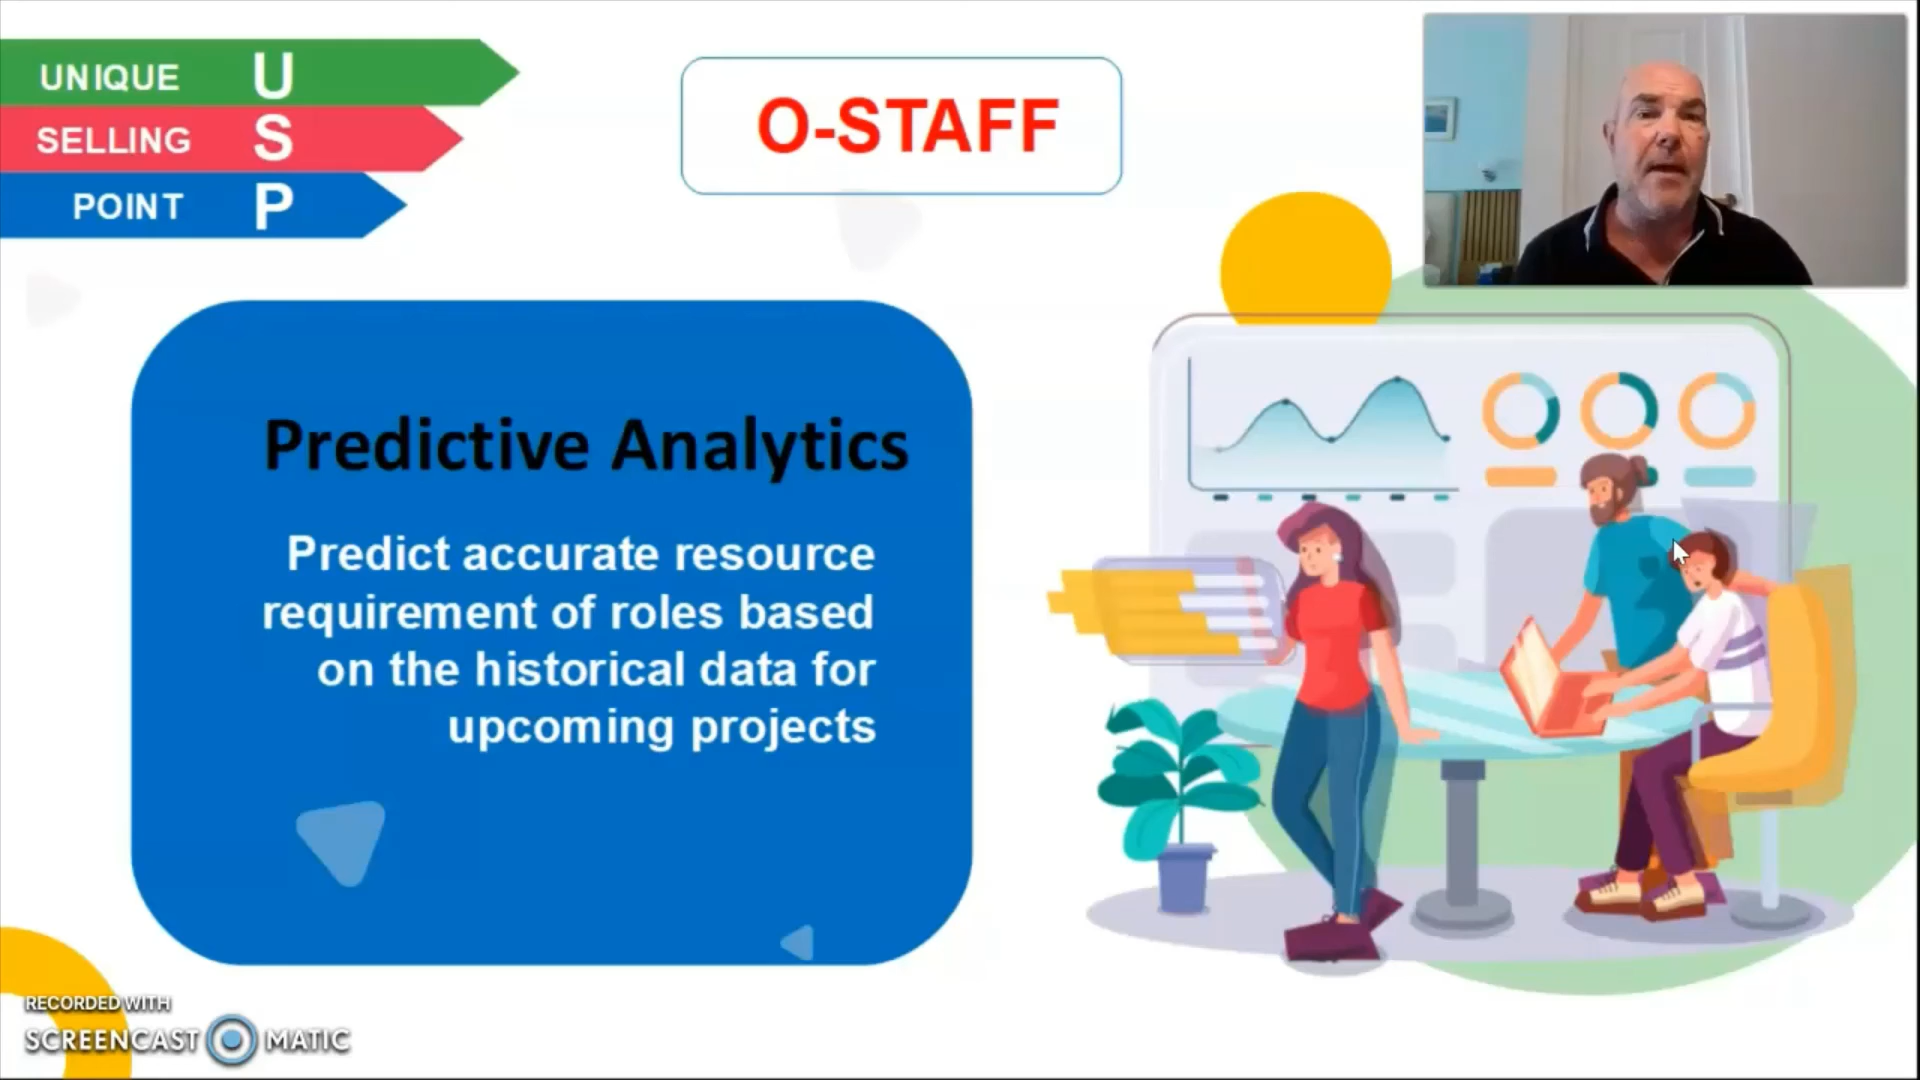 UNIQUE U
SELLING S
POINT P
O-STAFF
Predictive Analytics
Predict accurate resource
requirement of roles based
on the historical data for
upcoming projects
RECORDED WITH
SCREENCAST MATIC